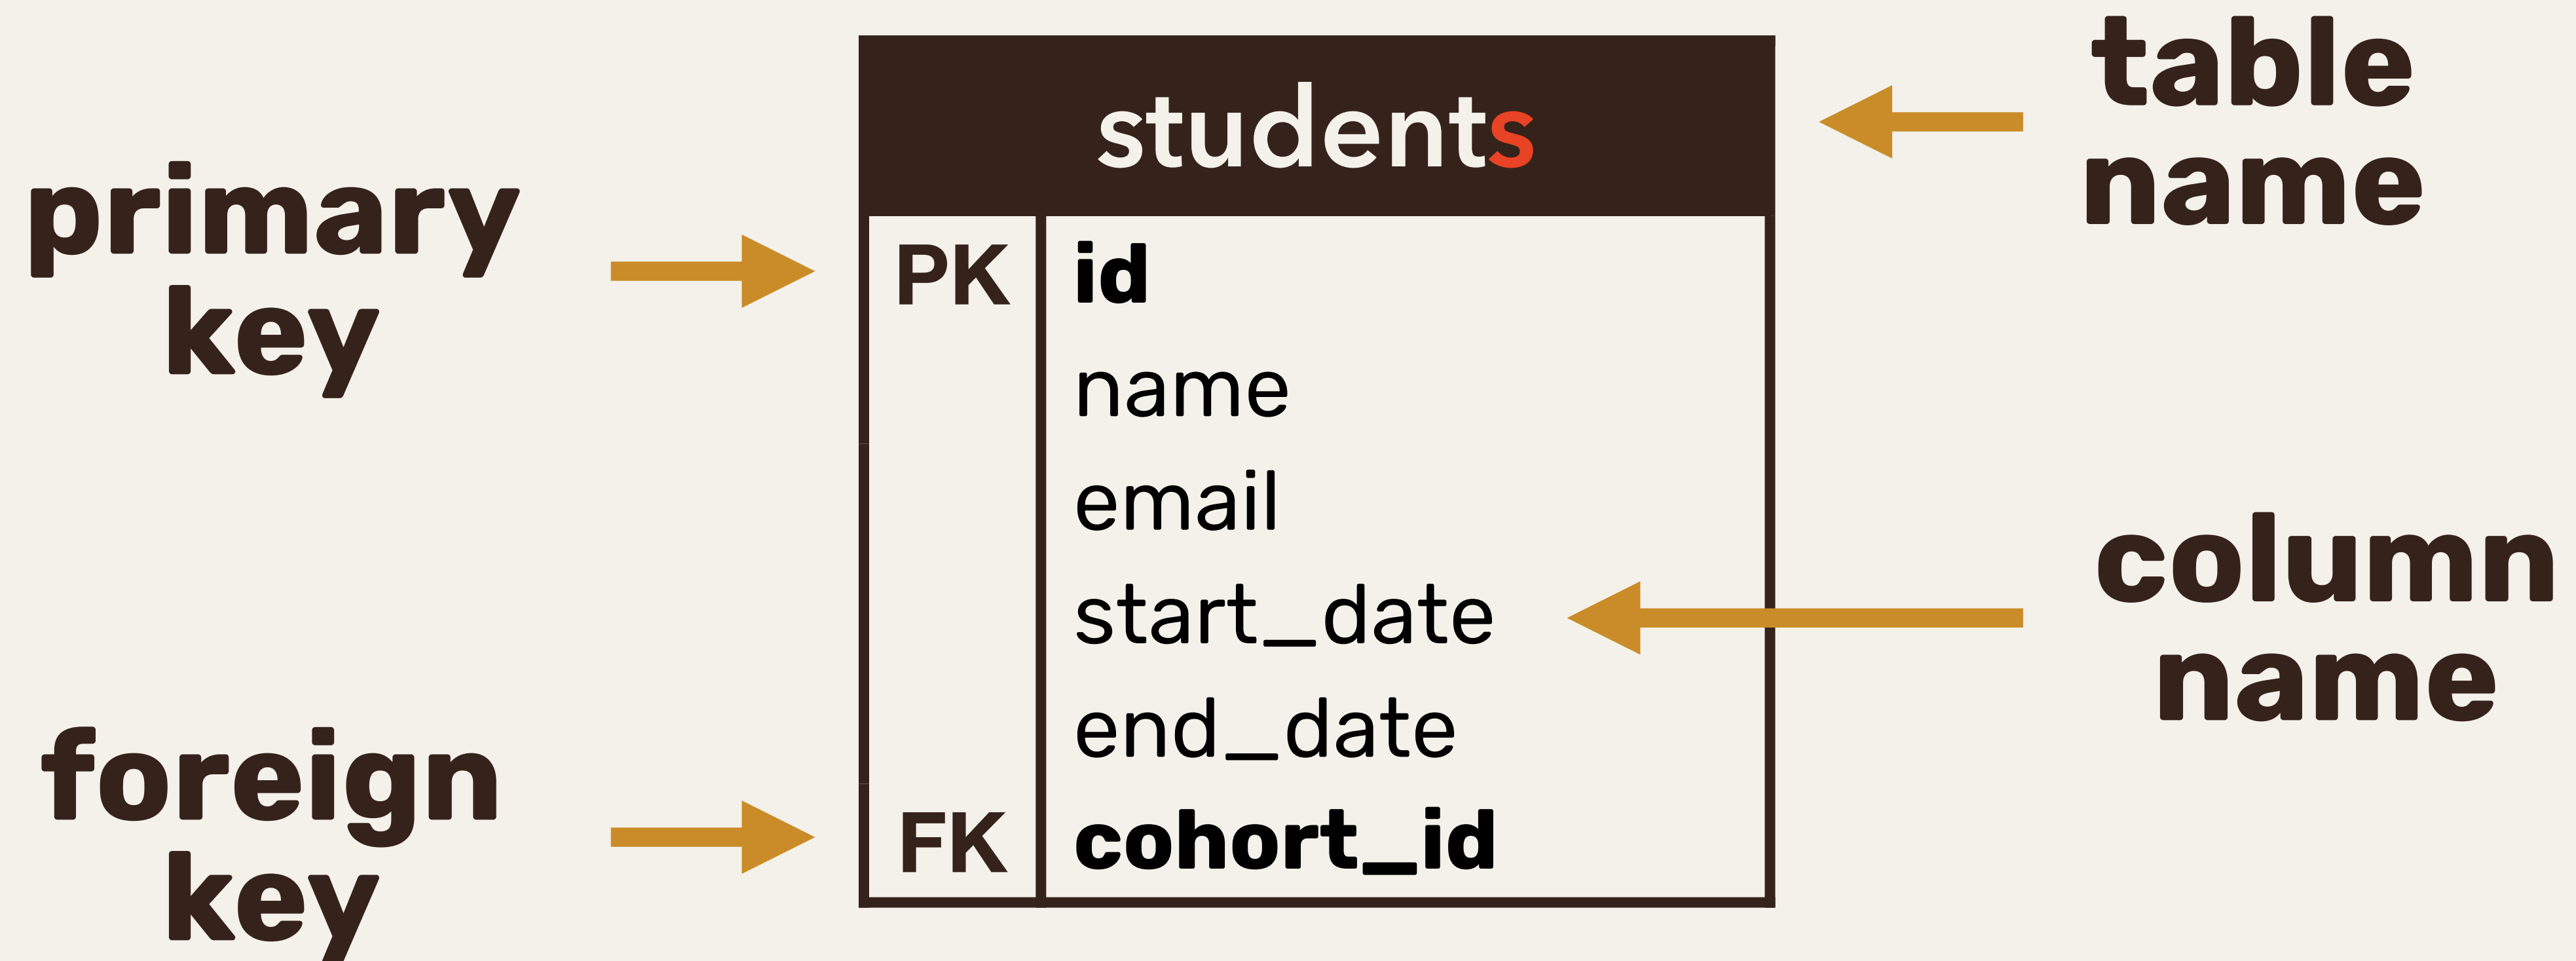 primary
key
foreign
key
students
PK id
name
email
start_date
end_date
FK cohort_id
table
name
column
name